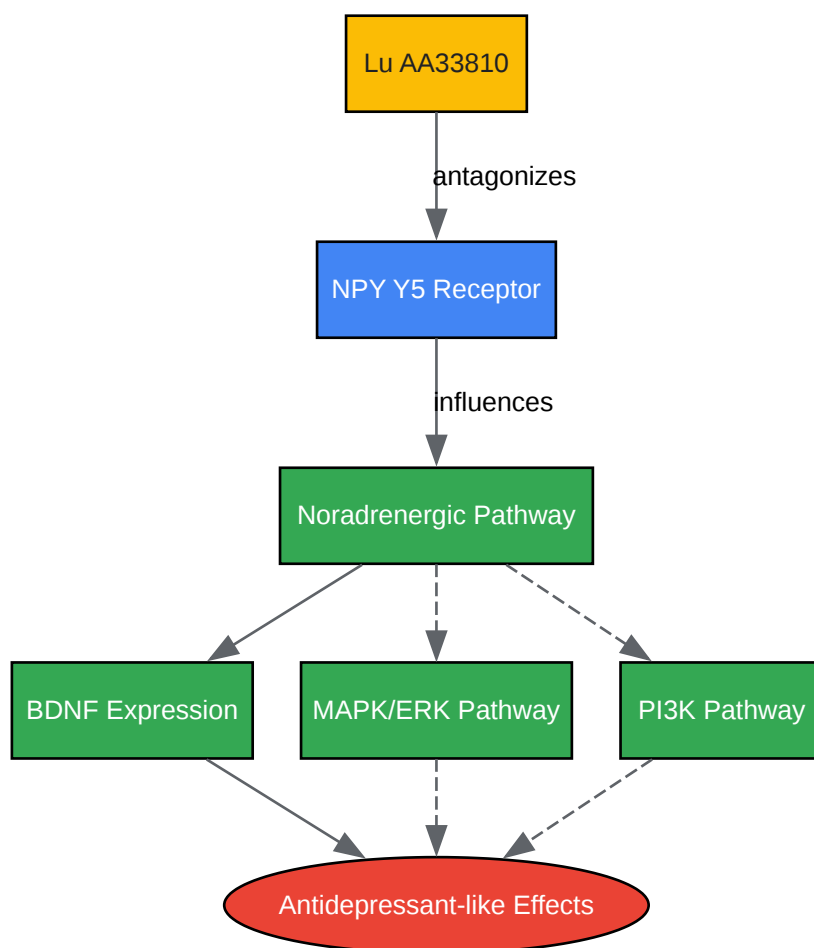 Lu AA33810
antagonizes
NPY Y5 Receptor
influences
Noradrenergic Pathway
BDNF Expression
MAPK/ERK Pathway
PI3K Pathway
Antidepressant-like Effects